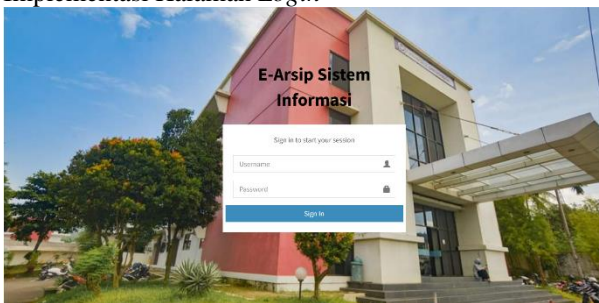 Implementasi Halaman Login
E-Arsip Sistem
Informasi
Sign in to start your session
Username
Password
Sign In